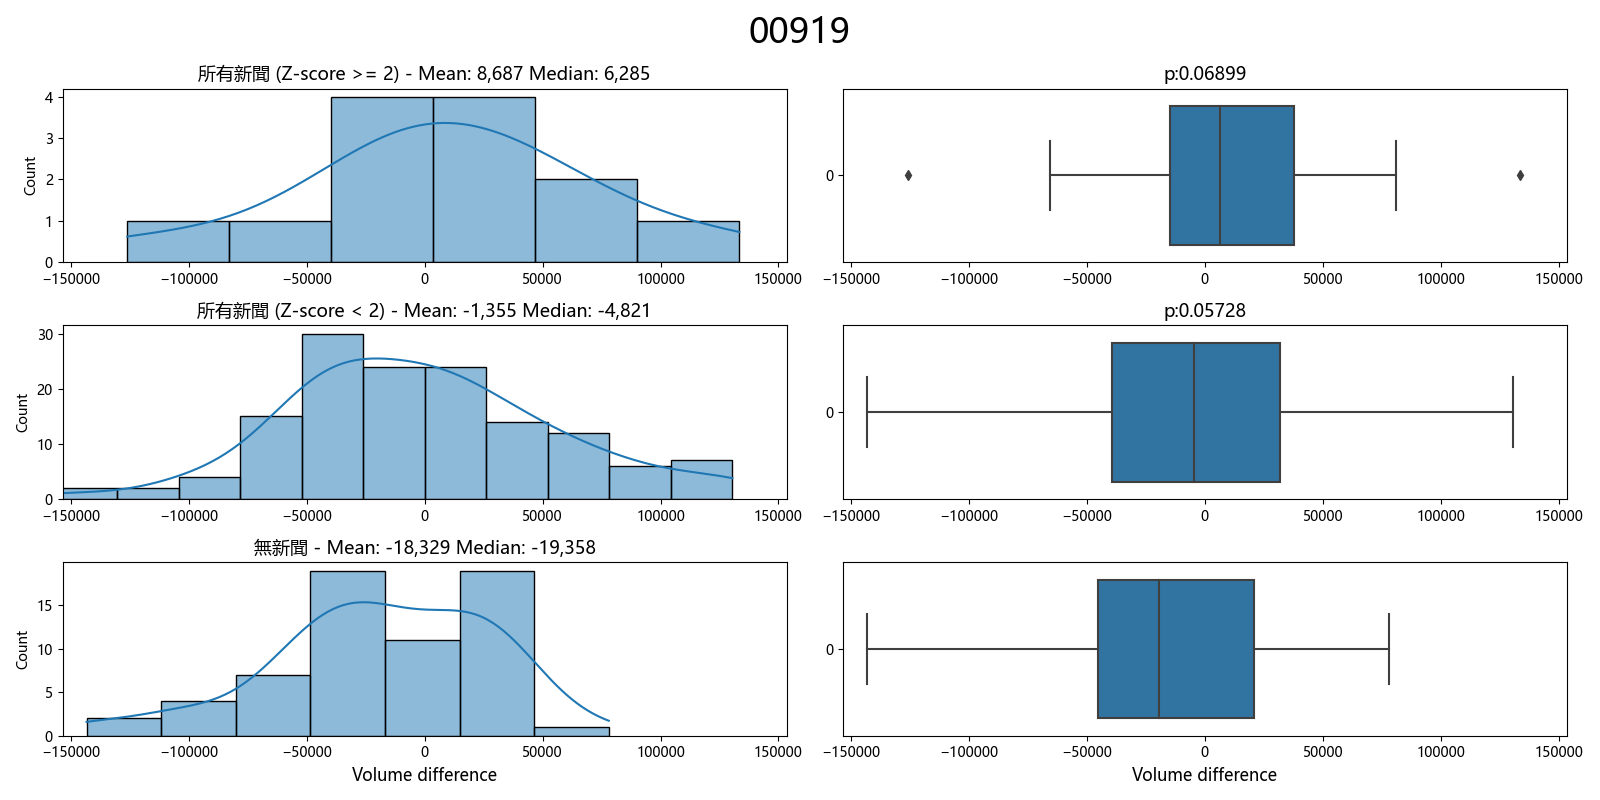 00919
所有新聞 (Z-score >= 2) - Mean: 8,687 Median: 6,285
Count
4
3
2
1
0
−150000 −100000 −50000 0 50000 100000 150000
p:0.06899
0
−150000 −100000 −50000 0 50000 100000 150000
所有新聞 (Z-score < 2) - Mean: -1,355 Median: -4,821
Count
30
20
10
0
−150000 −100000 −50000 0 50000 100000 150000
p:0.05728
0
−150000 −100000 −50000 0 50000 100000 150000
無新聞 - Mean: -18,329 Median: -19,358
Count
15
10
5
0
−150000 −100000 −50000 0 50000 100000 150000
Volume difference
0
−150000 −100000 −50000 0 50000 100000 150000
Volume difference